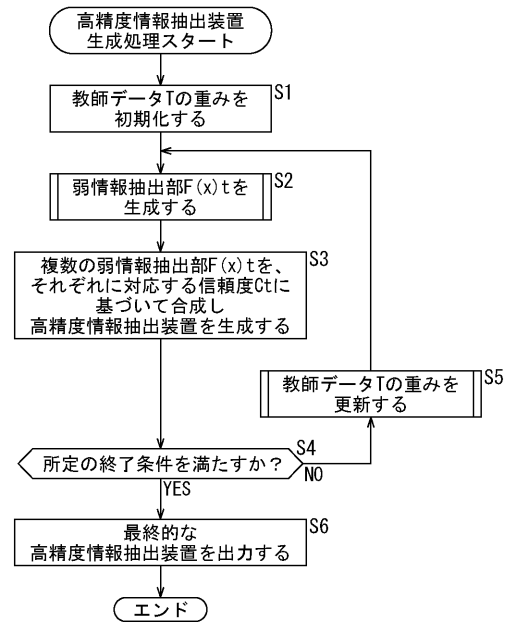 高精度情報抽出装置
生成処理スタート
S1
教師データTの重みを
初期化する
S2
弱情報抽出部F(x)tを
生成する
S3
複数の弱情報抽出部F(x)tを、
それぞれに対応する信頼度Ctに
基づいて合成し
高精度情報抽出装置を生成する
S5
教師データTの重みを
更新する
S4
所定の終了条件を満たすか？
NO
YES
S6
最終的な
高精度情報抽出装置を出力する
エンド